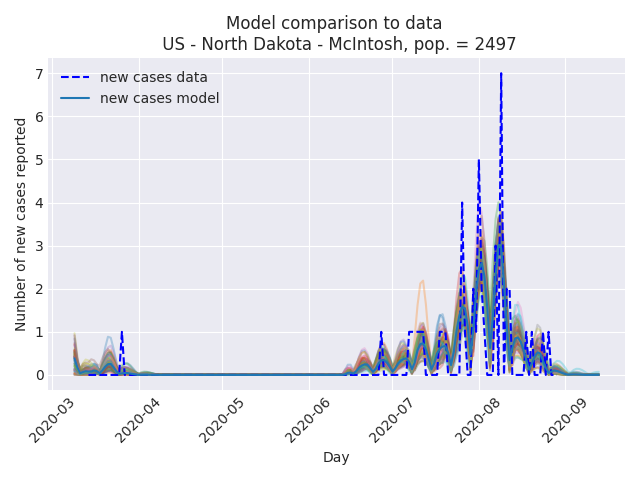 Model comparison to data
US - North Dakota - McIntosh, pop. = 2497
new cases data
new cases model
Number of new cases reported
7
6
5
4
3
2
1
0
2020-03
2020-04
2020-05
2020-06
2020-07
2020-08
2020-09
Day